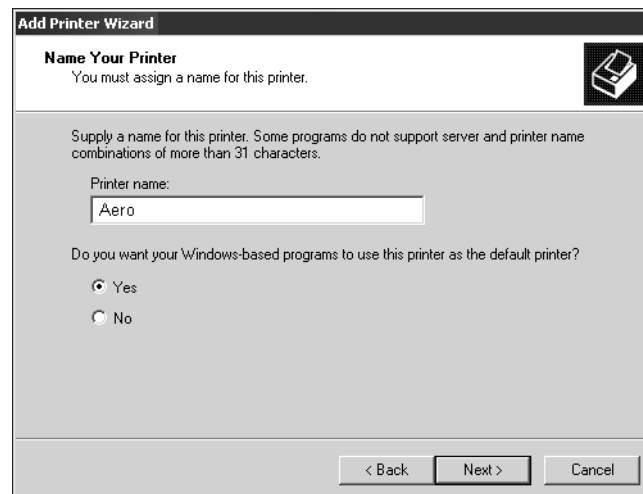 Add Printer Wizard
Name Your Printer
You must assign a name for this printer.
Supply a name for this printer. Some programs do not support server and printer name
combinations of more than 31 characters.
Printer name:
Aero
Do you want your Windows-based programs to use this printer as the default printer?
Yes
No
< Back Next > Cancel